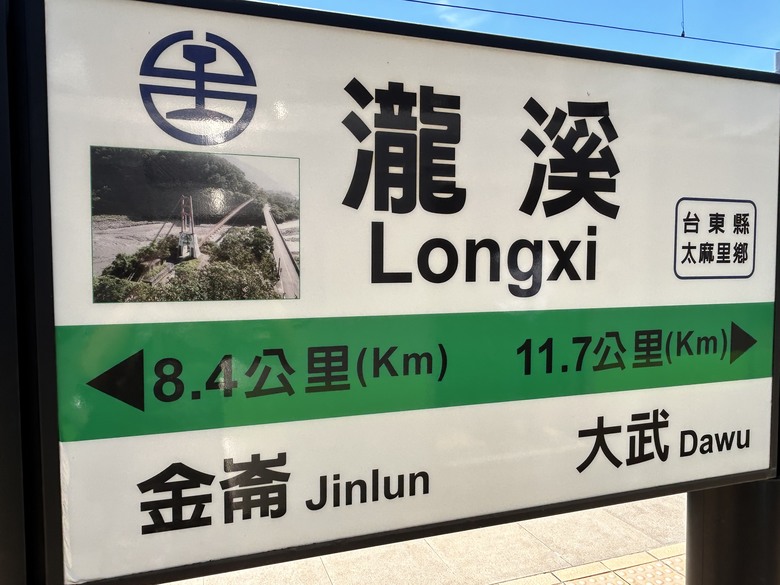 瀧溪
Longxi
台東縣
太麻里鄉
8.4公里(Km)
11.7公里(Km)
金崙 Jinlun
大武 Dawu